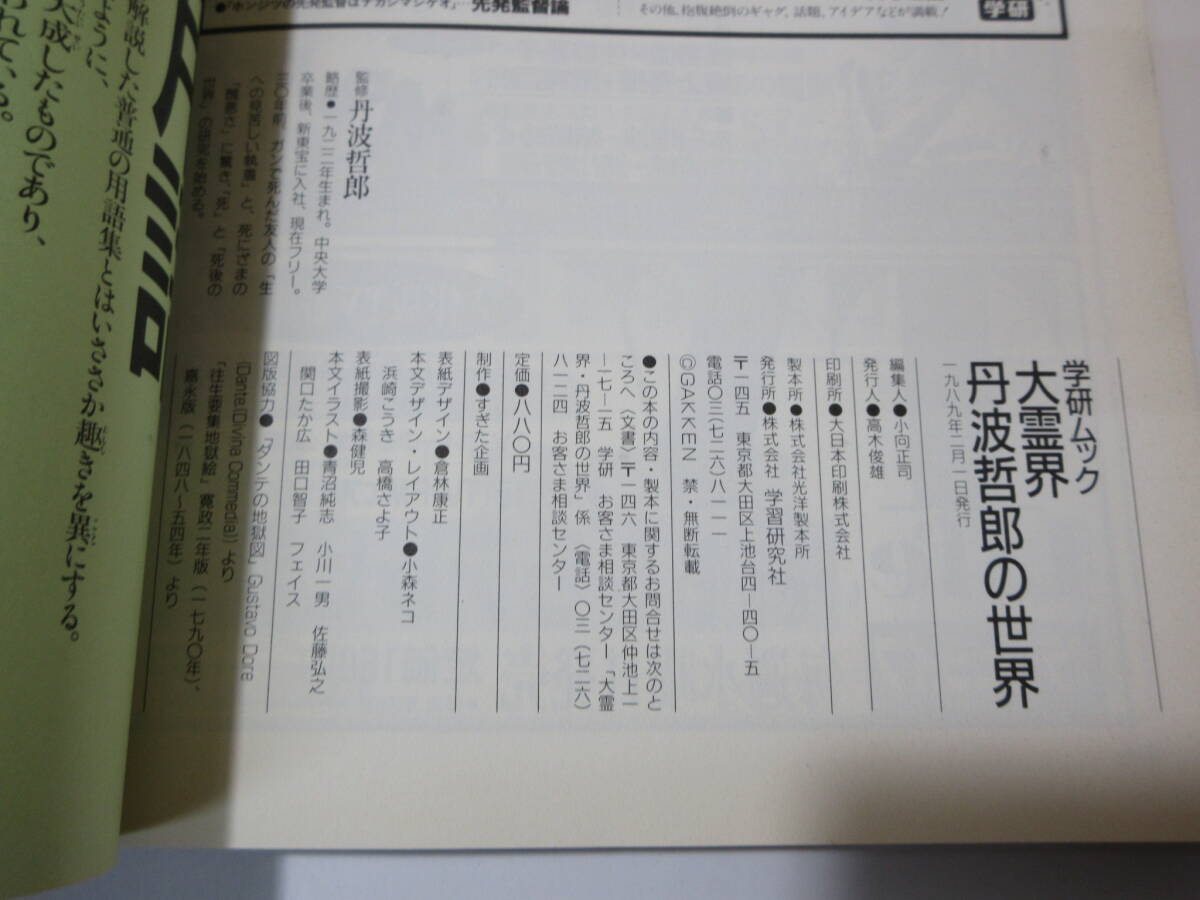 先発監督論
その他、抱腹絶倒のギャグ、話題、アイデアなどが満載！
学研
学研ムック
大霊界
丹波哲郎の世界
一九八九年二月一日発行
編集人●小向正司
発行人●高木俊雄
印刷所●大日本印刷株式会社
製本所●株式会社光洋製本所
発行所●株式会社 学習研究社
〒一四五 東京都大田区上池台四―四〇―五
電話〇三(七二六)八一一一
©GAKKEN 禁・無断転載
●この本の内容・製本に関するお問合せは次のと
ころへ〈文書〉〒一四六 東京都大田区仲池上一
―一七―一五 学研 お客さま相談センター「大霊
界・丹波哲郎の世界」係〈電話〉〇三(七二六)
八一二四 お客さま相談センター
定価●八八〇円
制作●すぎた企画
表紙デザイン●倉林康正
本文デザイン・レイアウト●小森ネコ
浜崎こうき 高橋さよ子
表紙撮影●森健児
本文イラスト●青沼純志 小川一男 佐藤弘之
関口たか広 田口智子 フェイス
図版協力●「ダンテの地獄図」Gustavo Dore
(Dante(Divina Commedia)) より
「往生要集地獄絵」寛政二年版(一七九〇年)、
嘉永版(一八四八〜五四年)より
監修 丹波哲郎
略歴●一九二二年生まれ。中央大学
卒業後、新東宝に入社、現在フリー。
三〇年前、ガンで死んだ友人の「生
への見苦しい執着」と、死にざまの
「醜悪さ」に驚き、「死」と「死後の
世界」の研究を始める。
解説した普通の用語集とはいささか趣きを異にする。
ように、
大成したものであり、
われている。